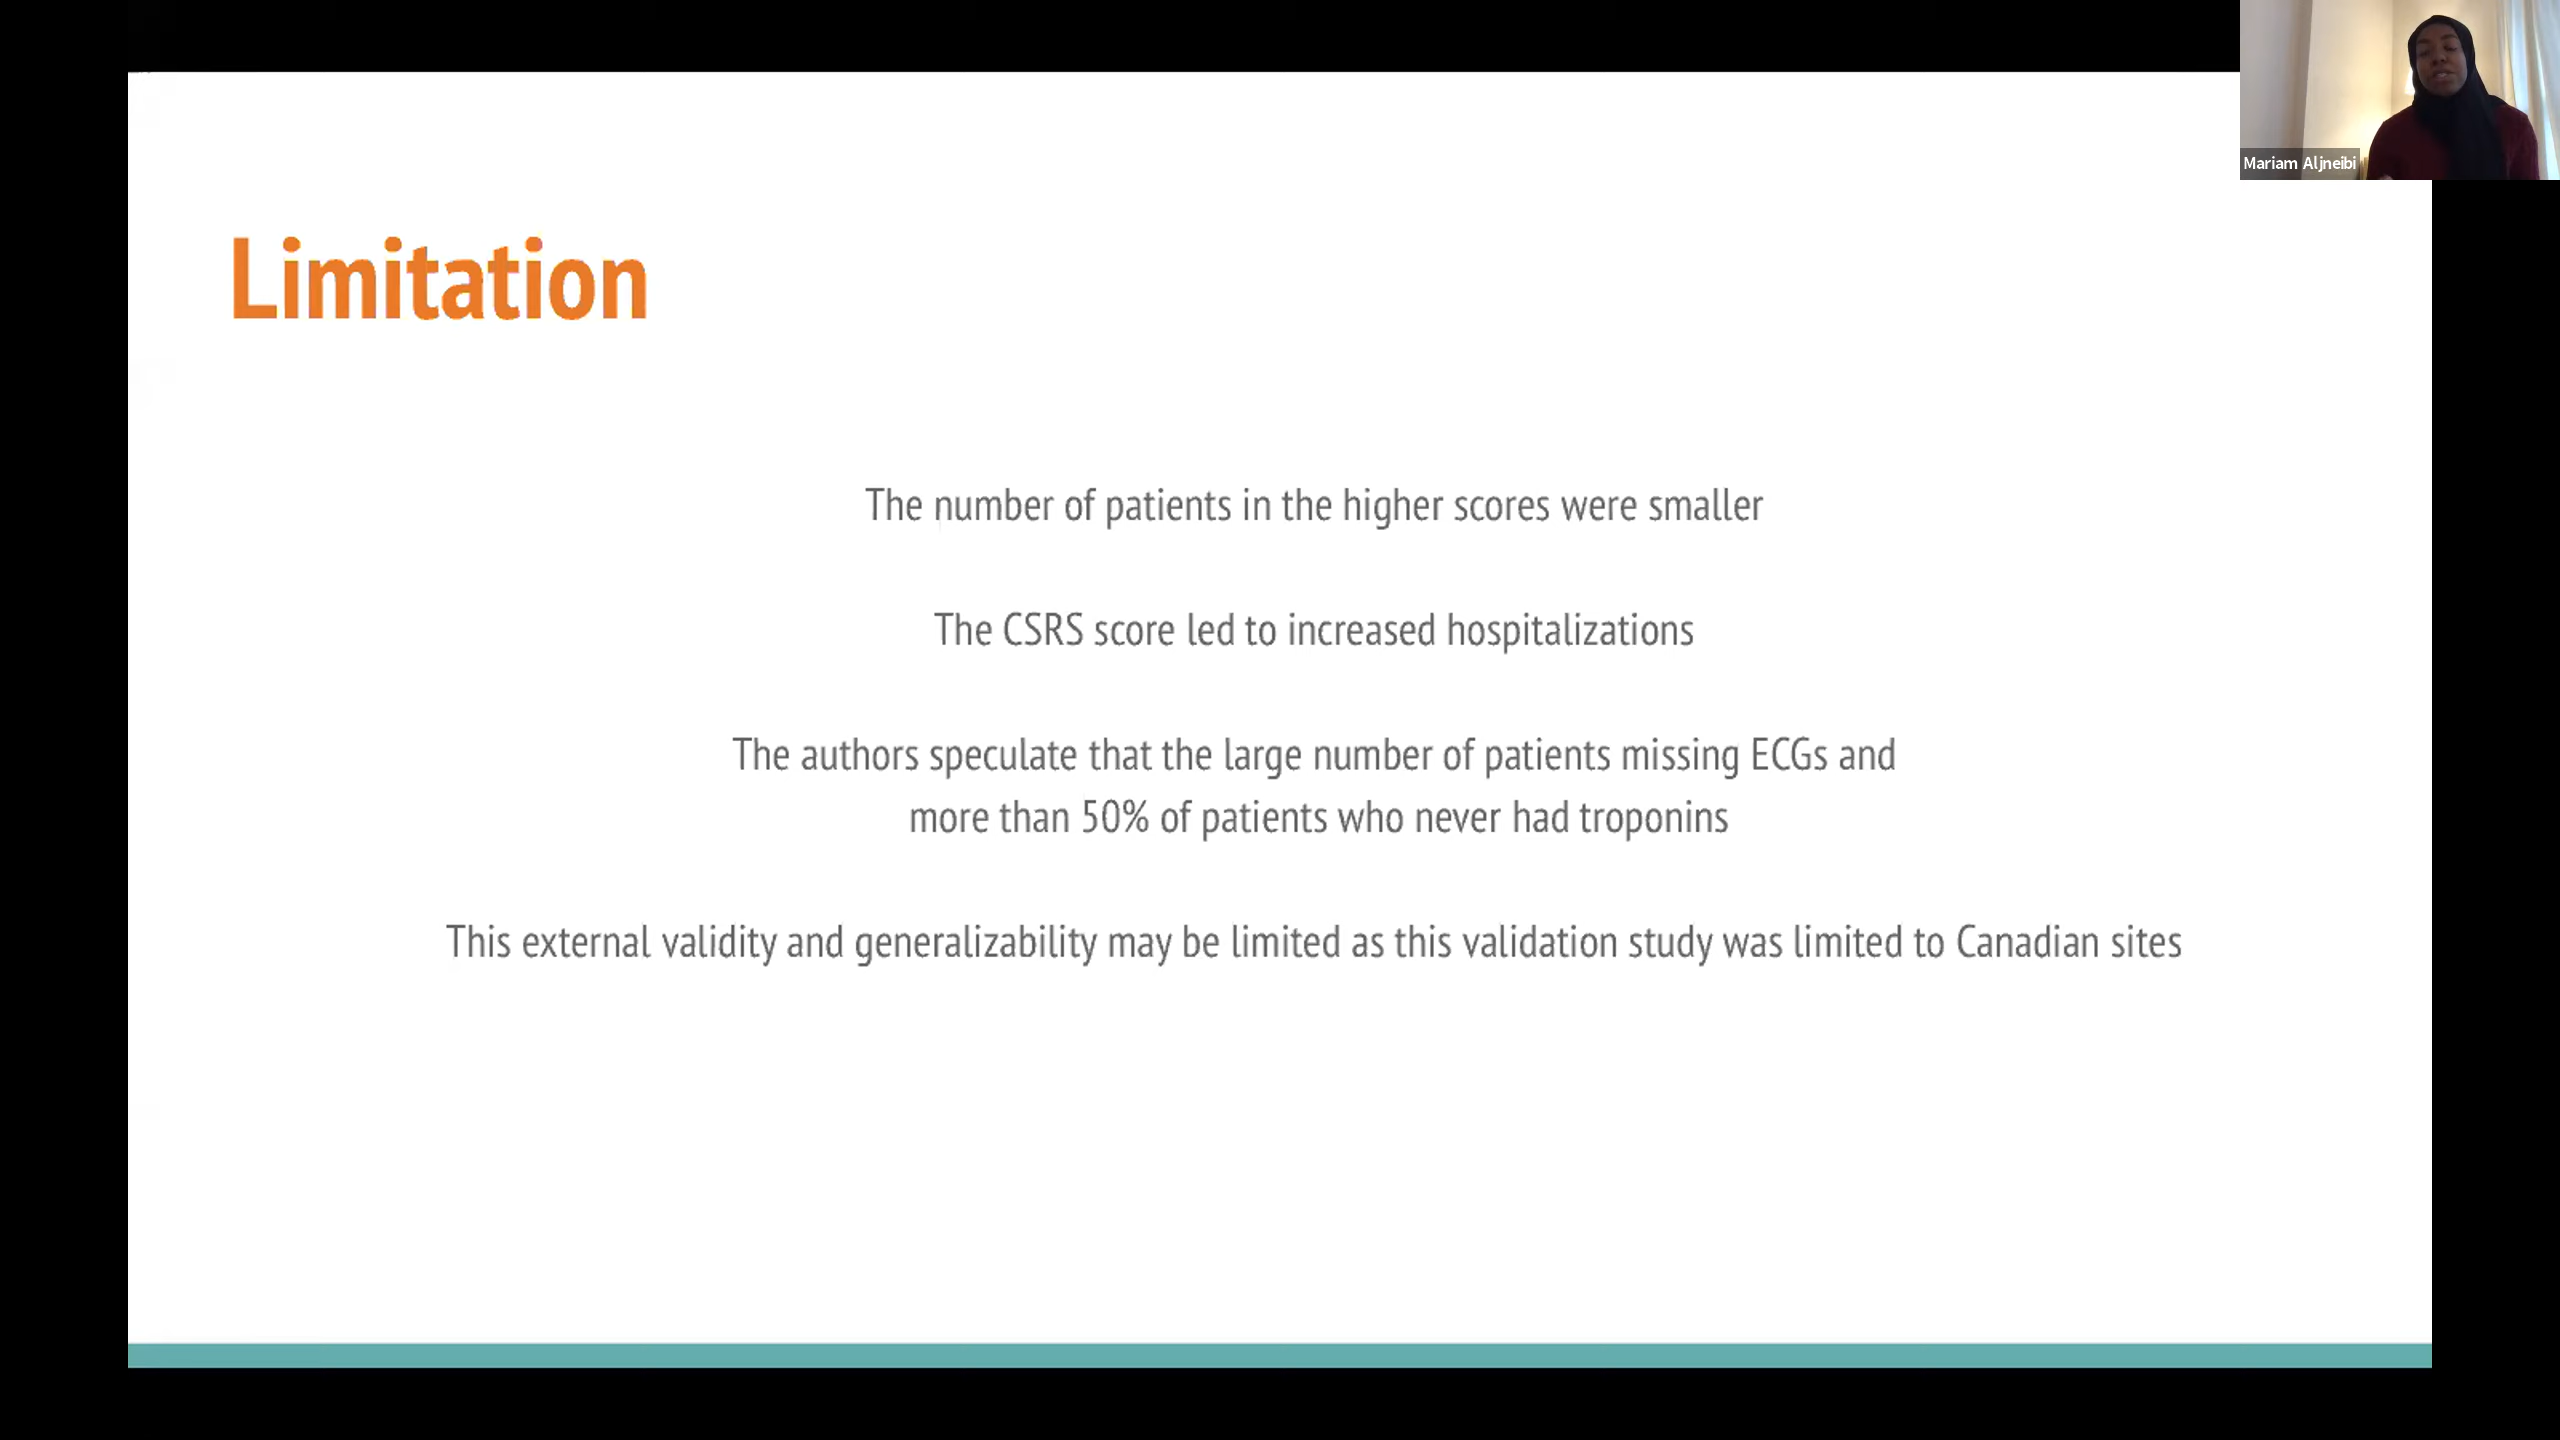 Mariam Aljneibi
Limitation
The number of patients in the higher scores were smaller
The CSRS score led to increased hospitalizations
The authors speculate that the large number of patients missing ECGs and
more than 50% of patients who never had troponins
This external validity and generalizability may be limited as this validation study was limited to Canadian sites